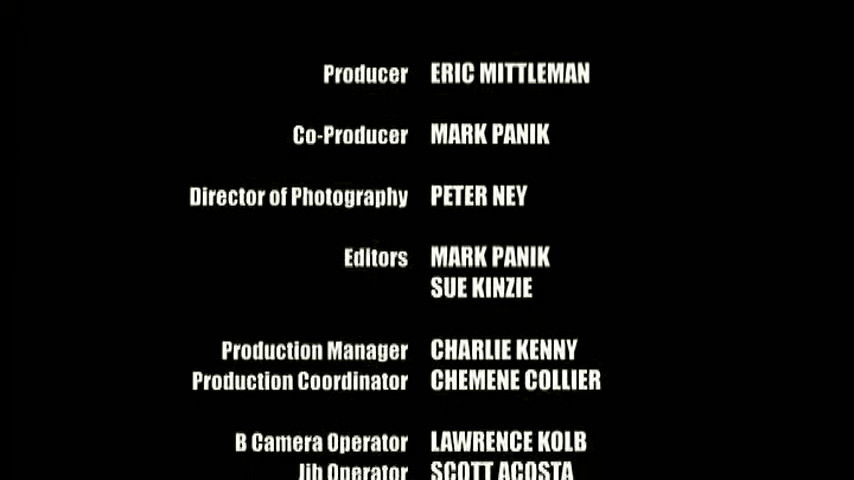 Producer ERIC MITTLEMAN
Co-Producer MARK PANIK
Director of Photography PETER NEY
Editors MARK PANIK
SUE KINZIE
Production Manager CHARLIE KENNY
Production Coordinator CHEMENE COLLIER
B Camera Operator LAWRENCE KOLB
Jib Operator SCOTT ACOSTA